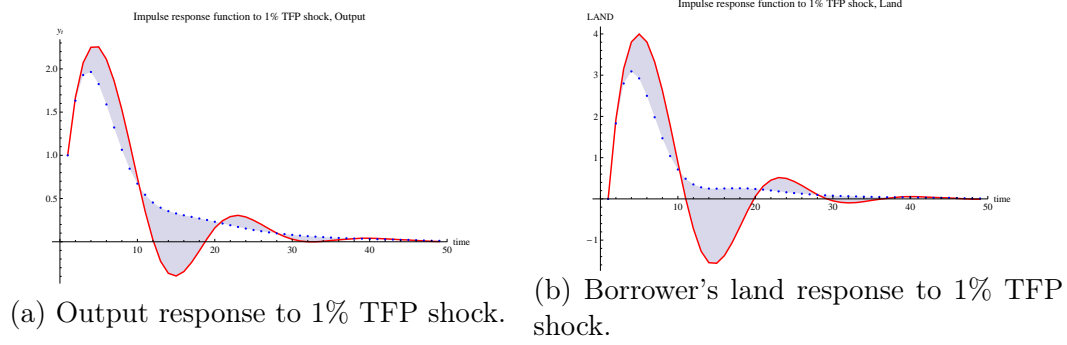 Impulse response function to 1% TFP shock, Output
yₜ
2.0
1.5
1.0
0.5
10 20 30 40 50
time
(a) Output response to 1% TFP shock.
Impulse response function to 1% TFP shock, Land
LAND
4
3
2
1
10 20 30 40 50
time
−1
(b) Borrower's land response to 1% TFP
shock.